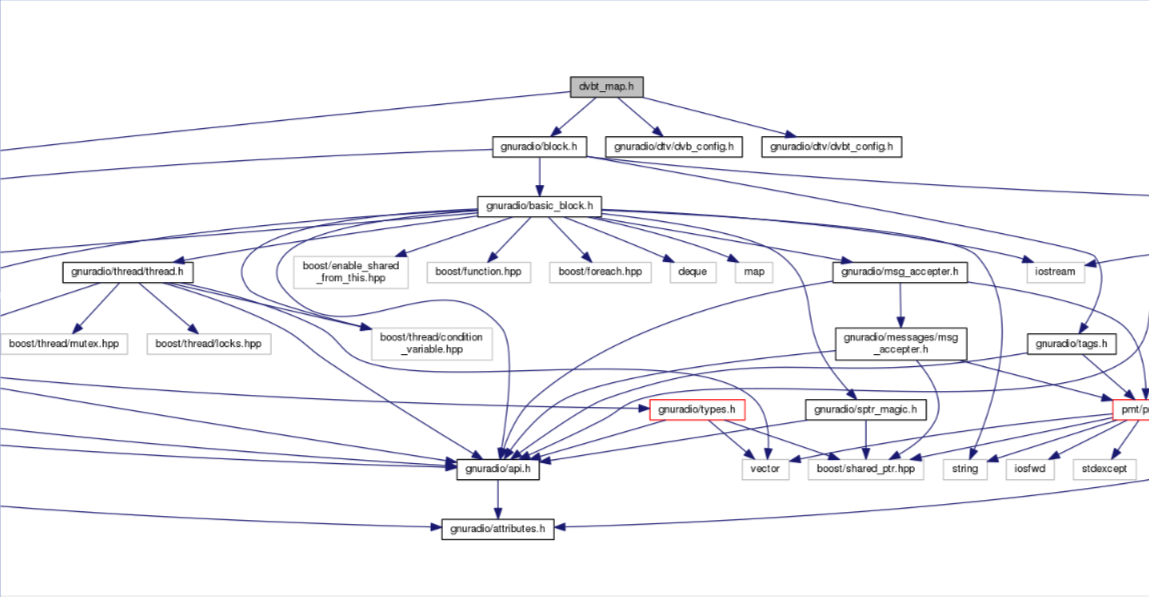 dvbt_map.h
gnuradio/block.h
gnuradio/dtv/dvb_config.h
gnuradio/dtv/dvbt_config.h
gnuradio/basic_block.h
gnuradio/thread/thread.h
boost/enable_shared
_from_this.hpp
boost/function.hpp
boost/foreach.hpp
deque
map
gnuradio/msg_accepter.h
iostream
boost/thread/mutex.hpp
boost/thread/locks.hpp
boost/thread/condition
_variable.hpp
gnuradio/messages/msg
_accepter.h
gnuradio/tags.h
gnuradio/types.h
gnuradio/sptr_magic.h
gnuradio/api.h
vector
boost/shared_ptr.hpp
string
iosfwd
stdexcept
gnuradio/attributes.h